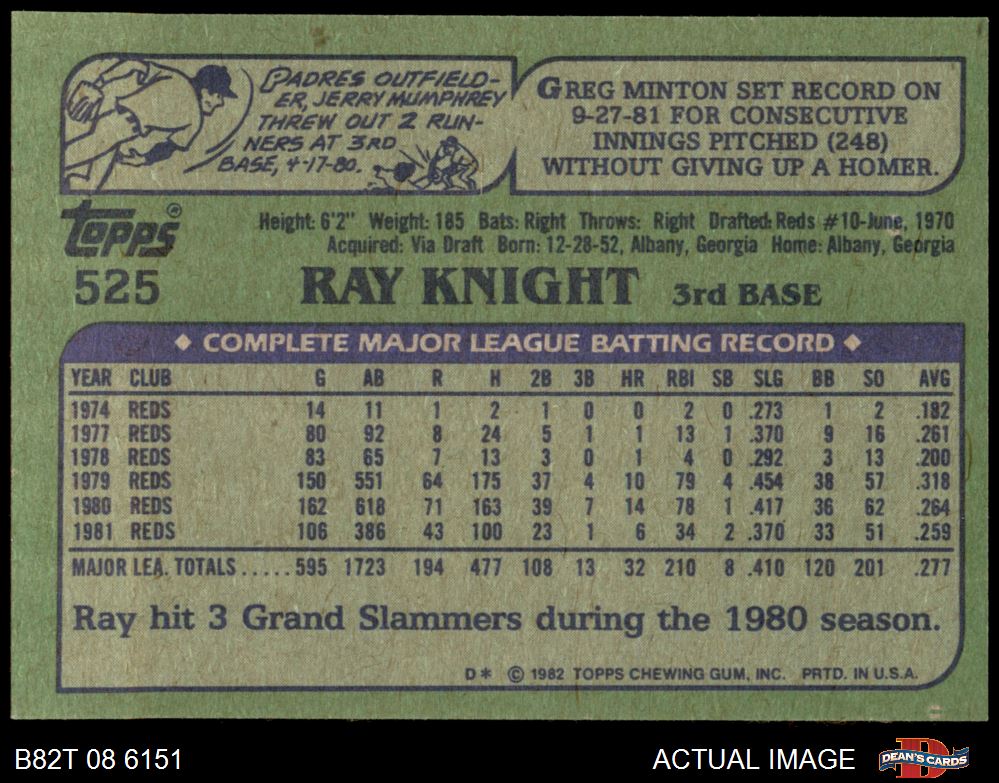 PADRES OUTFIELD-
ER, JERRY MUMPHREY
THREW OUT 2 RUN-
NERS AT 3RD
BASE, 4-17-80.
GREG MINTON SET RECORD ON
9-27-81 FOR CONSECUTIVE
INNINGS PITCHED (248)
WITHOUT GIVING UP A HOMER.
Topps®
525
Height: 6'2" Weight: 185 Bats: Right Throws: Right Drafted: Reds #10-June, 1970
Acquired: Via Draft Born: 12-28-52, Albany, Georgia Home: Albany, Georgia
RAY KNIGHT 3rd BASE
◆ COMPLETE MAJOR LEAGUE BATTING RECORD ◆
YEAR CLUB G AB R H 2B 3B HR RBI SB SLG BB SO AVG
1974 REDS 14 11 1 2 1 0 0 2 0 .273 1 2 .182
1977 REDS 80 92 8 24 5 1 1 13 1 .370 9 16 .261
1978 REDS 83 65 7 13 3 0 1 4 0 .292 3 13 .200
1979 REDS 150 551 64 175 37 4 10 79 4 .454 38 57 .318
1980 REDS 162 618 71 163 39 7 14 78 1 .417 36 62 .264
1981 REDS 106 386 43 100 23 1 6 34 2 .370 33 51 .259
MAJOR LEA. TOTALS.....595 1723 194 477 108 13 32 210 8 .410 120 201 .277
Ray hit 3 Grand Slammers during the 1980 season.
D* © 1982 TOPPS CHEWING GUM, INC. PRTD. IN U.S.A.
B82T 08 6151
ACTUAL IMAGE
DEAN'S CARDS